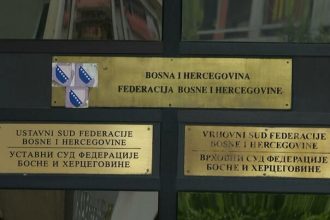 BOSNA I HERCEGOVINA
FEDERACIJA BOSNE I HERCEGOVINE
USTAVNI SUD FEDERACIJE
BOSNE I HERCEGOVINE
УСТАВНИ СУД ФЕДЕРАЦИЈЕ
БОСНЕ И ХЕРЦЕГОВИНЕ
VRHOVNI SUD FEDERACIJE
BOSNE I HERCEGOVINE
ВРХОВНИ СУД ФЕДЕРАЦИЈЕ
БОСНЕ И ХЕРЦЕГОВИНЕ